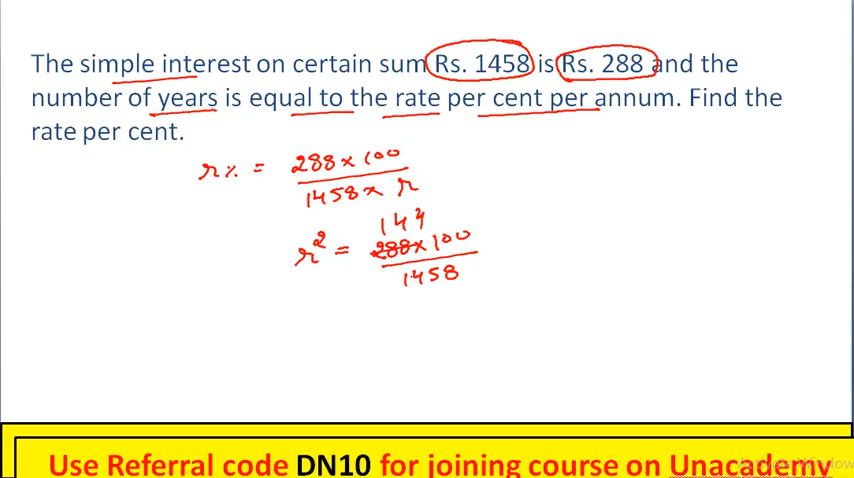 The simple interest on certain sum Rs. 1458 is Rs. 288 and the
number of years is equal to the rate per cent per annum. Find the
rate per cent.
r% = 288 × 100
1458 × r
144
r² = 288 × 100
1458
Use Referral code DN10 for joining course on Unacademy